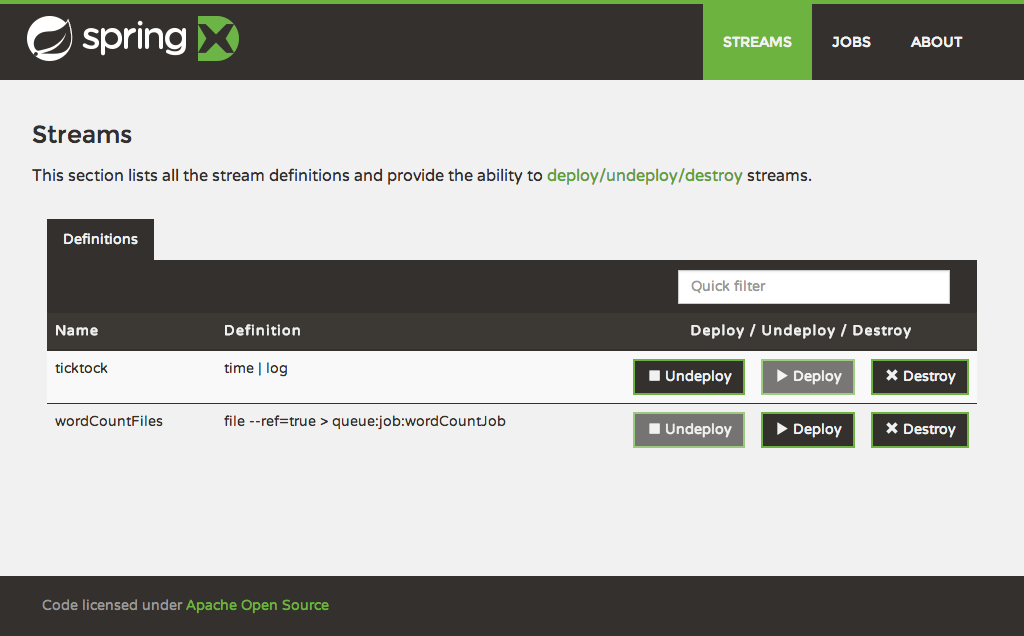 spring XD
STREAMS JOBS ABOUT
Streams
This section lists all the stream definitions and provide the ability to deploy/undeploy/destroy streams.
Definitions
Quick filter
Name Definition Deploy / Undeploy / Destroy
ticktock time | log Undeploy Deploy Destroy
wordCountFiles file --ref=true > queue:job:wordCountJob Undeploy Deploy Destroy
Code licensed under Apache Open Source